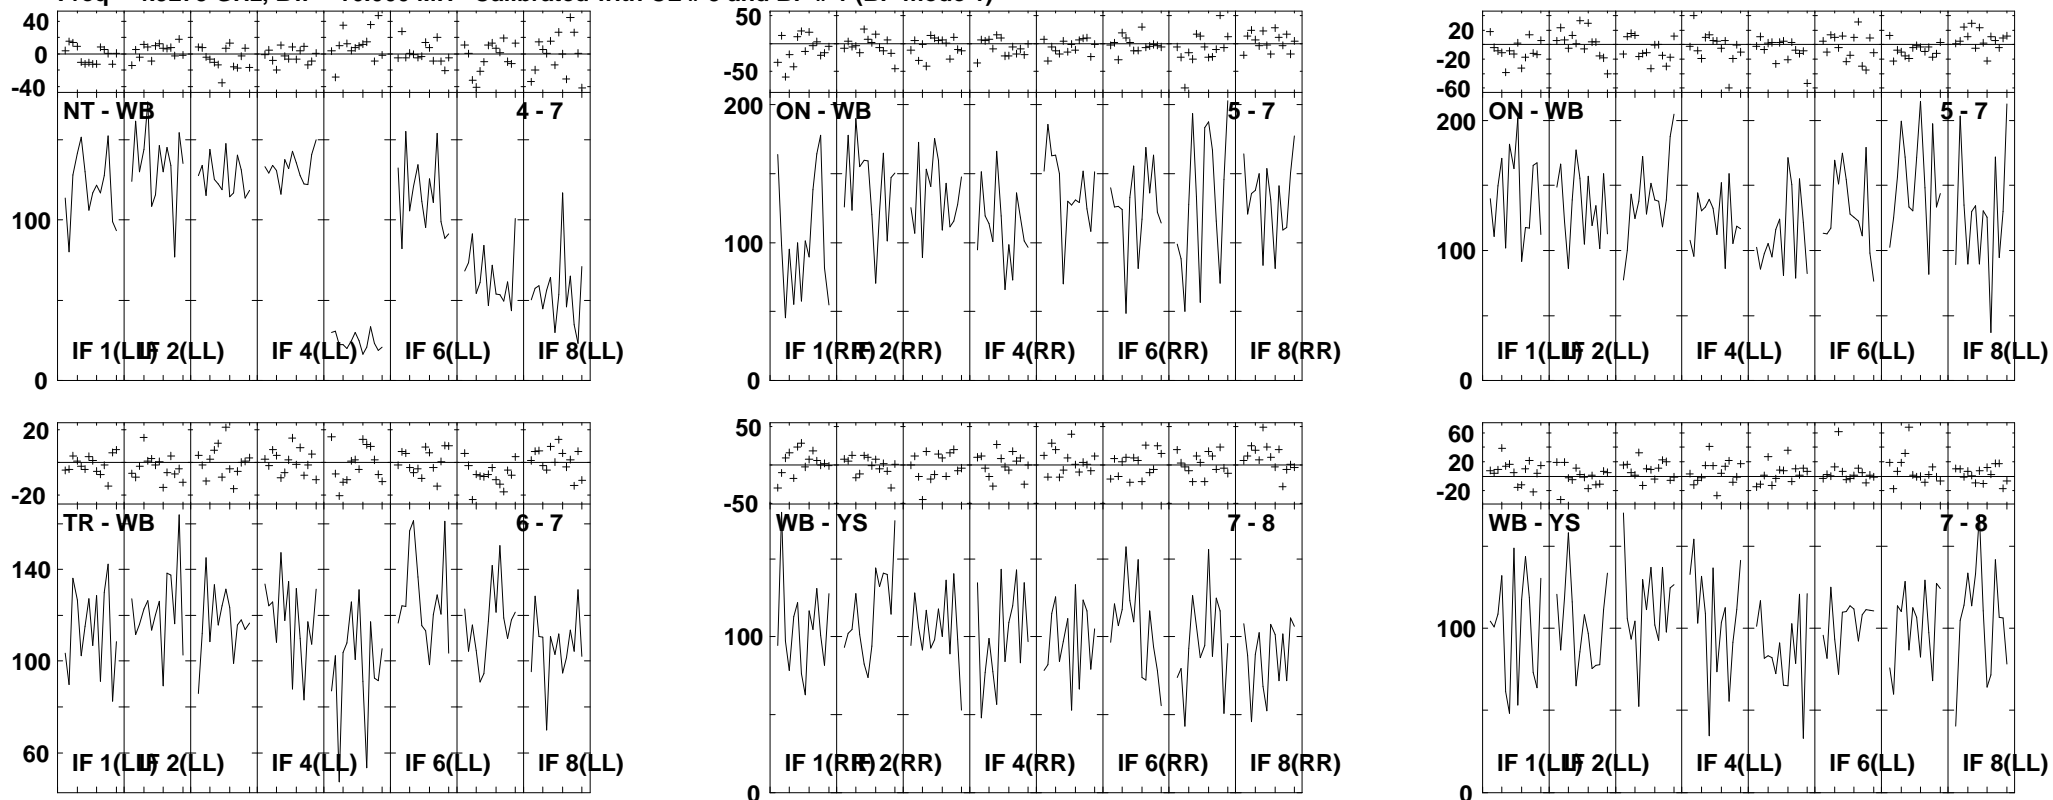 40
0
-40
NT - WB 4 - 7
100
0
IF 1(LL) IF 2(LL) IF 4(LL) IF 6(LL) IF 8(LL)
50
-50
200
ON - WB 5 - 7
100
0
IF 1(RR) IF 2(RR) IF 4(RR) IF 6(RR) IF 8(RR)
20
-20
-60
200
ON - WB 5 - 7
100
0
IF 1(LL) IF 2(LL) IF 4(LL) IF 6(LL) IF 8(LL)
20
-20
TR - WB 6 - 7
140
100
60
IF 1(LL) IF 2(LL) IF 4(LL) IF 6(LL) IF 8(LL)
50
-50
WB - YS 7 - 8
100
0
IF 1(RR) IF 2(RR) IF 4(RR) IF 6(RR) IF 8(RR)
60
20
-20
WB - YS 7 - 8
100
0
IF 1(LL) IF 2(LL) IF 4(LL) IF 6(LL) IF 8(LL)